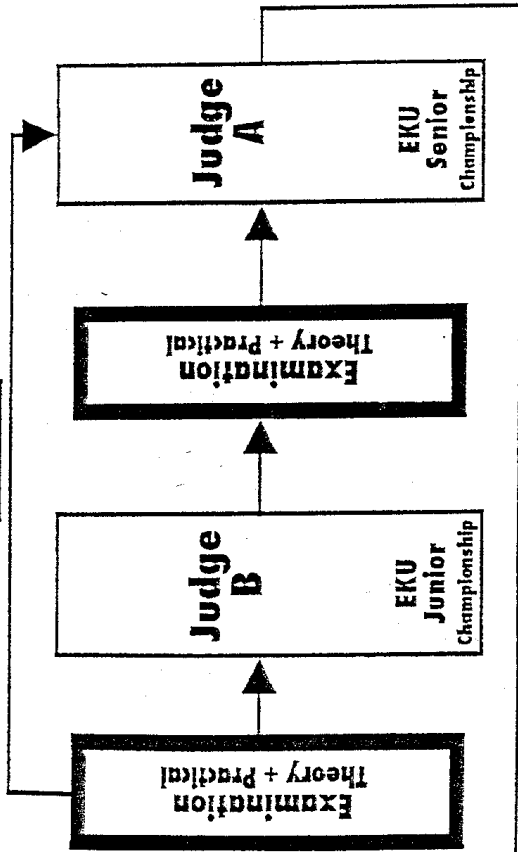 Examination
Theory + Practical
Judge
B
EKU
Junior
Championship
Examination
Theory + Practical
Judge
A
EKU
Senior
Championship